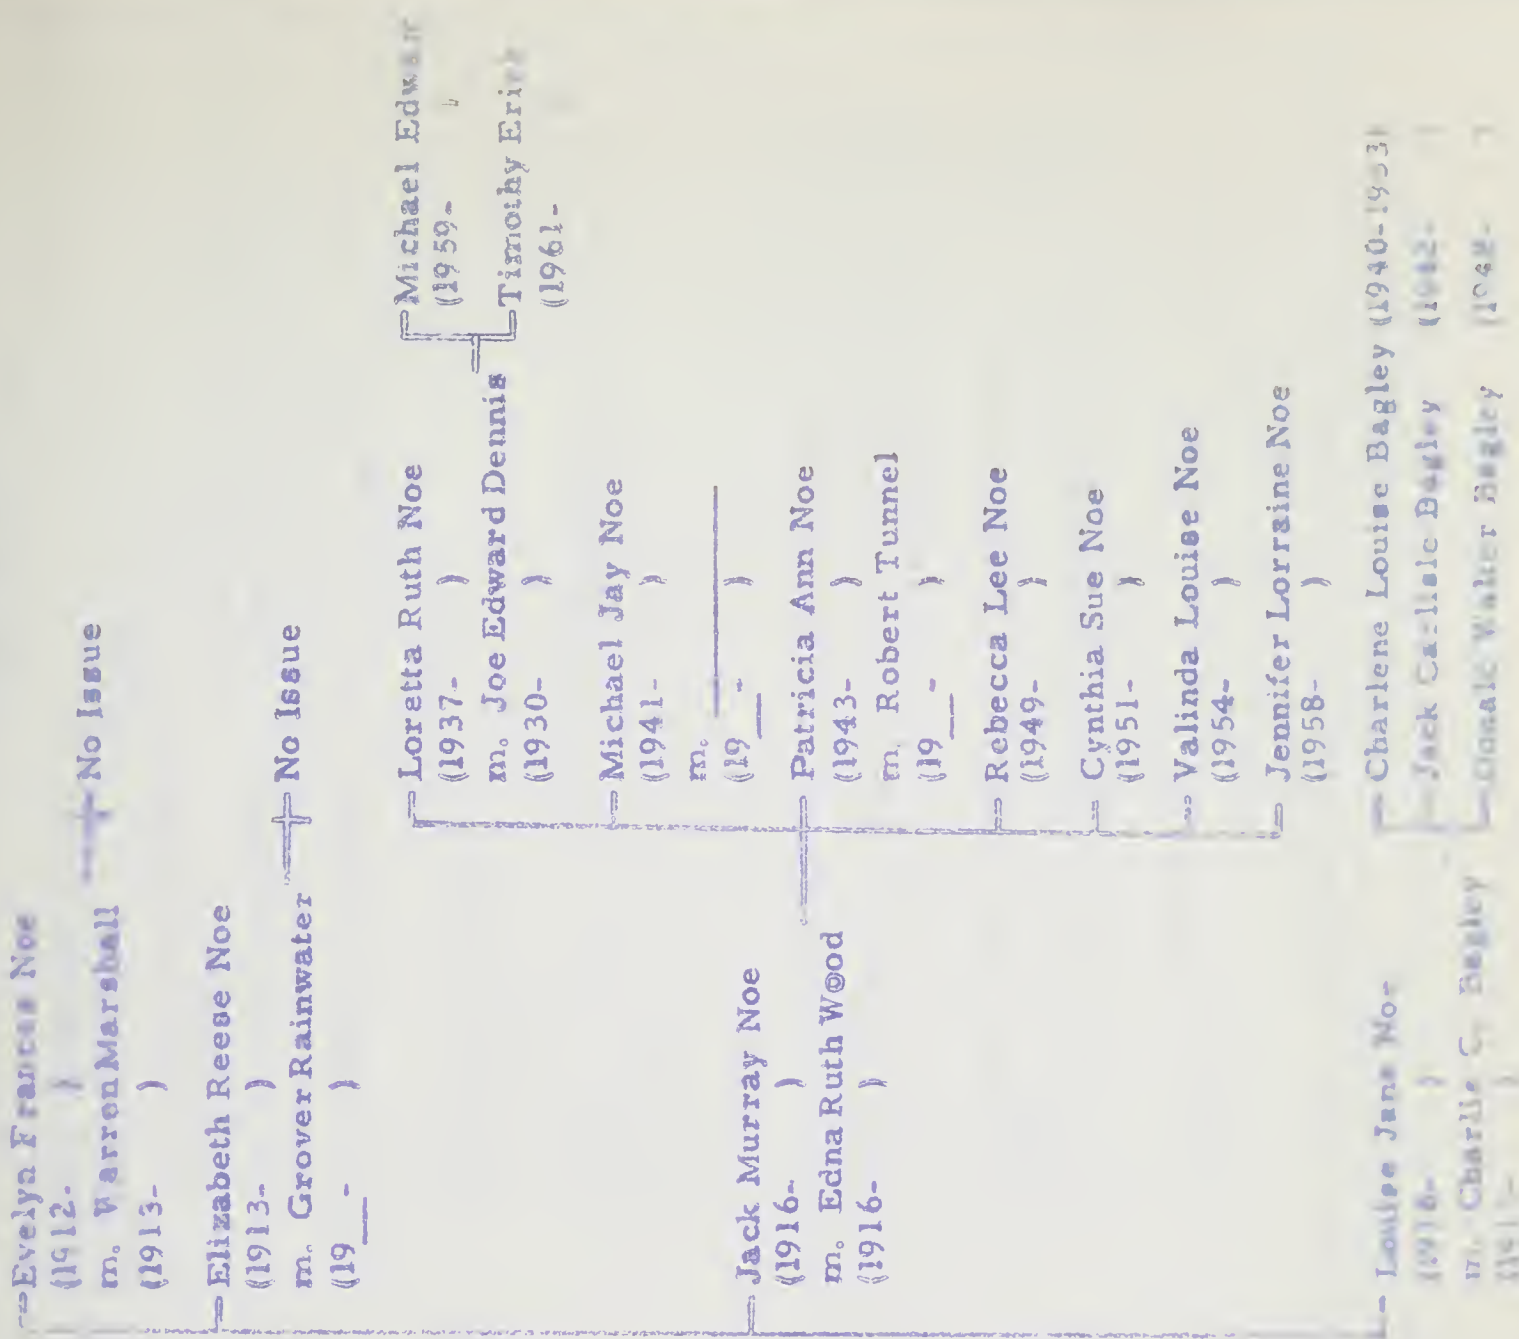 Evelyn Frances Noe
(1912- )
m. Warren Marshall
(1913- )
No Issue
Elizabeth Reese Noe
(1913- )
m. Grover Rainwater
(19__- )
No Issue
Jack Murray Noe
(1916- )
m. Edna Ruth Wood
(1916- )
Loretta Ruth Noe
(1937- )
m. Joe Edward Dennis
(1930- )
Michael Edwar
(1959-
Timothy Eric
(1961-
Michael Jay Noe
(1941- )
m. ________
(19__- )
Patricia Ann Noe
(1943- )
m. Robert Tunnel
(19__- )
Rebecca Lee Noe
(1949- )
Cynthia Sue Noe
(1951- )
Valinda Louise Noe
(1954- )
Jennifer Lorraine Noe
(1958- )
Louise Jane Noe
m. Charlie C. Bagley
Charlene Louise Bagley (1940-1953)
Jack Carlisle Bagley (1942- )
Walter Bagley